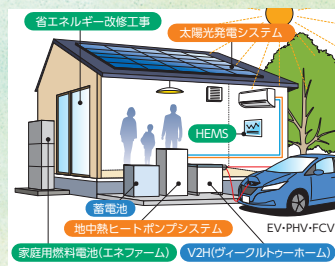 省エネルギー改修工事
太陽光発電システム
HEMS
蓄電池
地中熱ヒートポンプシステム
EV・PHV・FCV
家庭用燃料電池(エネファーム)
V2H(ヴィークルトゥーホーム)